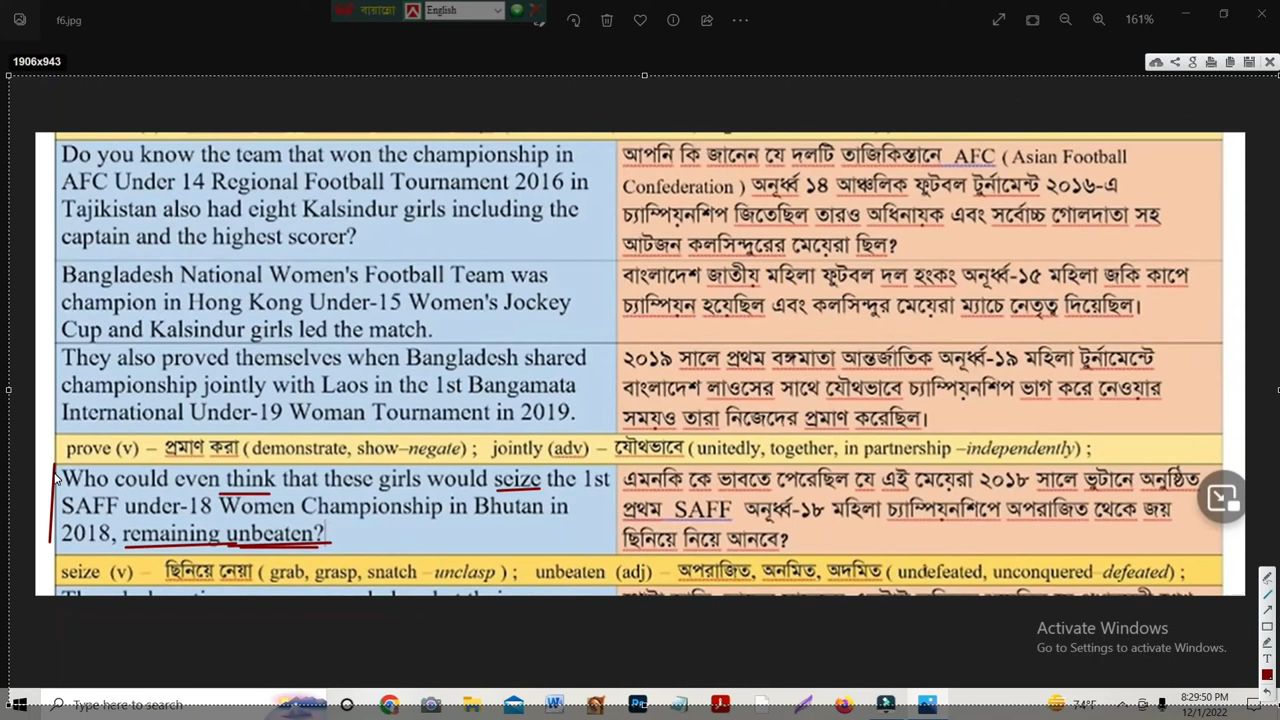 f6.jpg
বায়ান্নো
English
161%
1906x943
Do you know the team that won the championship in
AFC Under 14 Regional Football Tournament 2016 in
Tajikistan also had eight Kalsindur girls including the
captain and the highest scorer?
আপনি কি জানেন যে দলটি তাজিকিস্তানে AFC ( Asian Football
Confederation ) অনূর্ধ্ব ১৪ আঞ্চলিক ফুটবল টুর্নামেন্ট ২০১৬-এ
চ্যাম্পিয়নশিপ জিতেছিল তারও অধিনায়ক এবং সর্বোচ্চ গোলদাতা সহ
আটজন কলসিন্দুরের মেয়েরা ছিল?
Bangladesh National Women's Football Team was
champion in Hong Kong Under-15 Women's Jockey
Cup and Kalsindur girls led the match.
বাংলাদেশ জাতীয় মহিলা ফুটবল দল হংকং অনূর্ধ্ব-১৫ মহিলা জকি কাপে
চ্যাম্পিয়ন হয়েছিল এবং কলসিন্দুর মেয়েরা ম্যাচে নেতৃত্ব দিয়েছিল।
They also proved themselves when Bangladesh shared
championship jointly with Laos in the 1st Bangamata
International Under-19 Woman Tournament in 2019.
২০১৯ সালে প্রথম বঙ্গমাতা আন্তর্জাতিক অনূর্ধ্ব-১৯ মহিলা টুর্নামেন্টে
বাংলাদেশ লাওসের সাথে যৌথভাবে চ্যাম্পিয়নশিপ ভাগ করে নেওয়ার
সময়ও তারা নিজেদের প্রমাণ করেছিল।
prove (v) – প্রমাণ করা ( demonstrate, show–negate) ; jointly (adv) – যৌথভাবে ( unitedly, together, in partnership –independently) ;
Who could even think that these girls would seize the 1st
SAFF under-18 Women Championship in Bhutan in
2018, remaining unbeaten?
এমনকি কে ভাবতে পেরেছিল যে এই মেয়েরা ২০১৮ সালে ভুটানে অনুষ্ঠিত
প্রথম SAFF অনূর্ধ্ব-১৮ মহিলা চ্যাম্পিয়নশিপে অপরাজিত থেকে জয়
ছিনিয়ে নিয়ে আনবে?
seize (v) – ছিনিয়ে নেয়া ( grab, grasp, snatch –unclasp ) ; unbeaten (adj) – অপরাজিত, অনমিত, অদমিত ( undefeated, unconquered–defeated) ;
Activate Windows
Go to Settings to activate Windows.
Type here to search
74°F
8:29:50 PM
12/1/2022